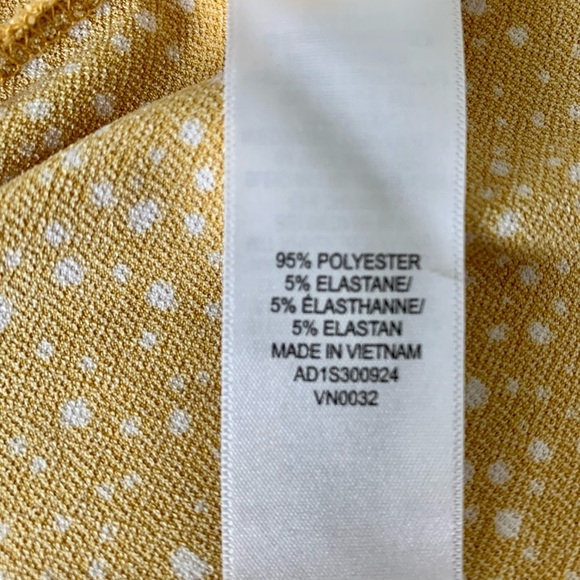 95% POLYESTER
5% ELASTANE/
5% ÉLASTHANNE/
5% ELASTAN
MADE IN VIETNAM
AD1S300924
VN0032